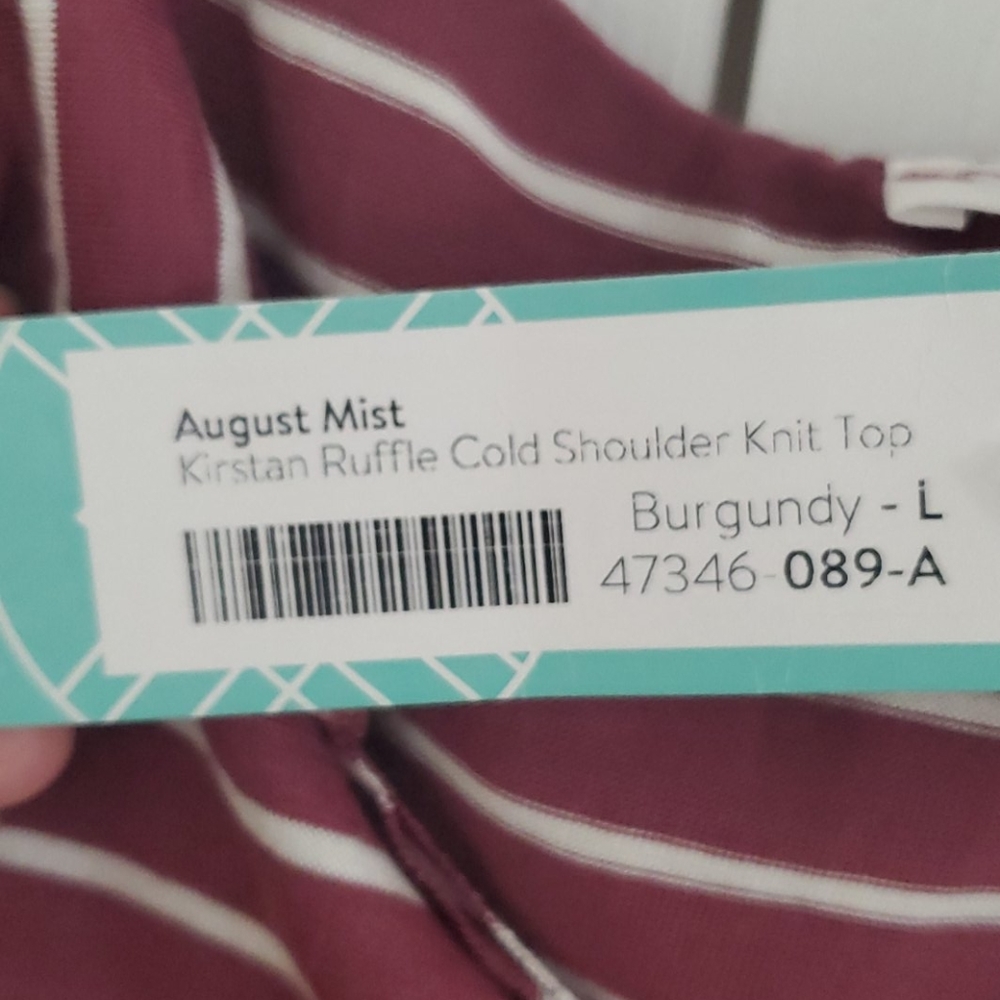 August Mist
Kirstan Ruffle Cold Shoulder Knit Top
Burgundy - L
47346-089-A